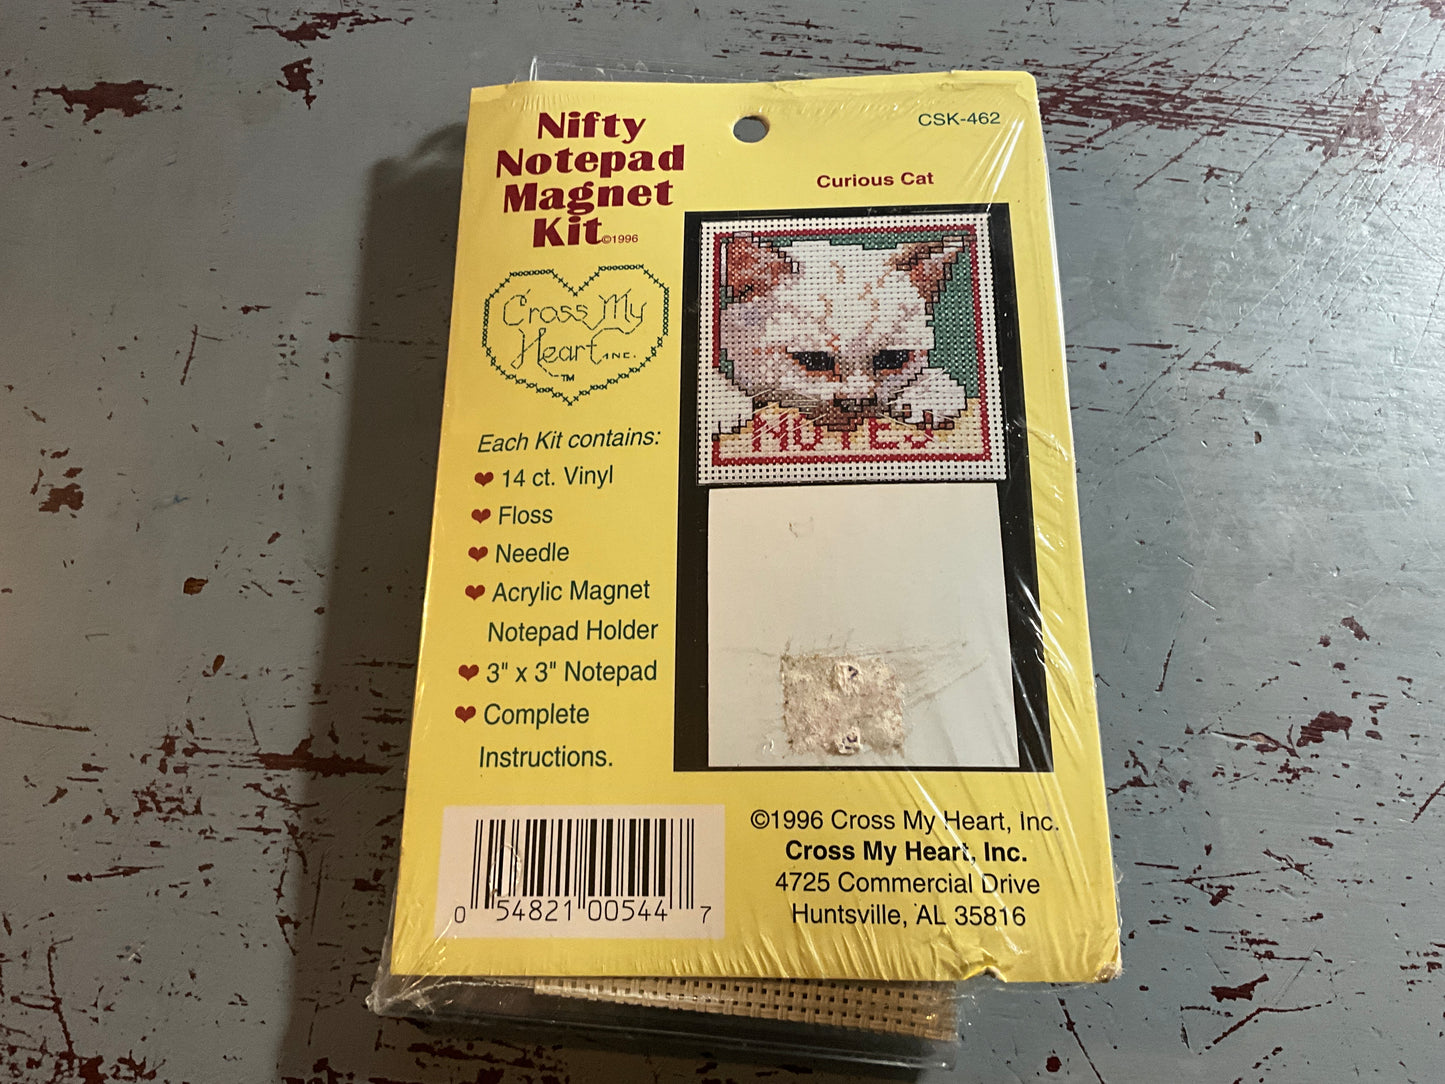 Nifty
Notepad
Magnet
Kit ©1996
CSK-462
Curious Cat
Cross My
Heart INC.
TM
NOTES
Each Kit contains:
14 ct. Vinyl
Floss
Needle
Acrylic Magnet
Notepad Holder
3" x 3" Notepad
Complete
Instructions.
0 54821 00544 7
©1996 Cross My Heart, Inc.
Cross My Heart, Inc.
4725 Commercial Drive
Huntsville, AL 35816